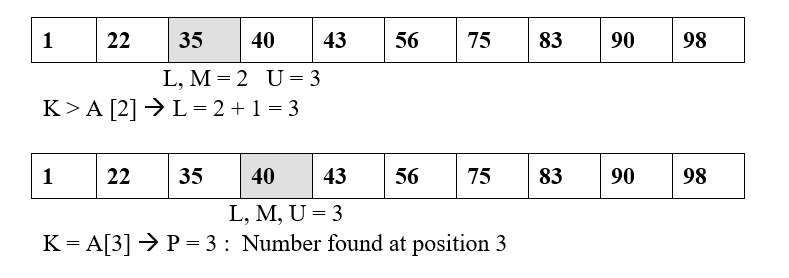 1 22 35 40 43 56 75 83 90 98
L, M = 2 U = 3
K > A [2] → L = 2 + 1 = 3
1 22 35 40 43 56 75 83 90 98
L, M, U = 3
K = A[3] → P = 3 : Number found at position 3